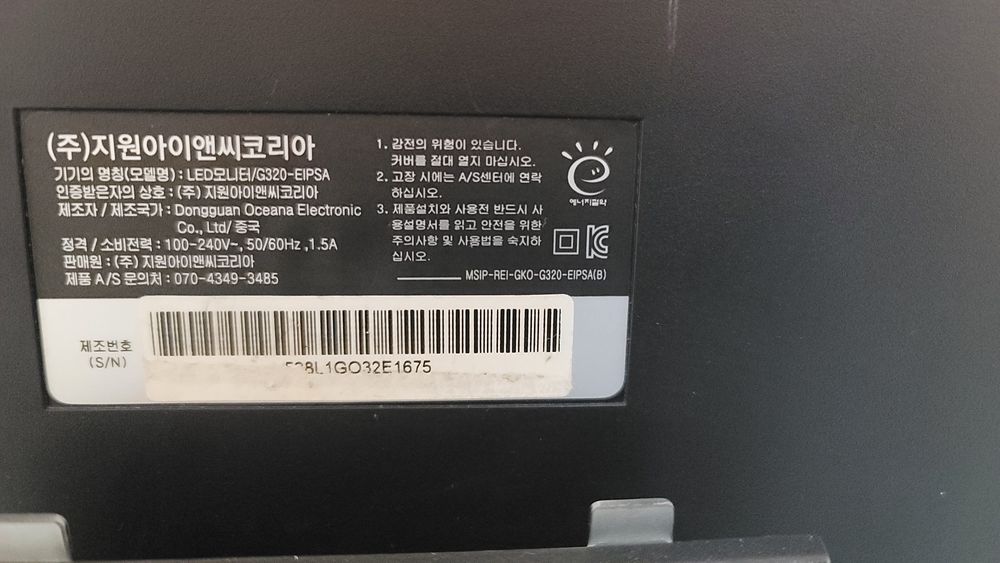 (주)지원아이앤씨코리아
기기의 명칭(모델명) : LED모니터/G320-EIPSA
인증받은자의 상호 : (주) 지원아이앤씨코리아
제조자 / 제조국가 : Dongguan Oceana Electronic
Co., Ltd/ 중국
정격 / 소비전력 : 100-240V~, 50/60Hz ,1.5A
판매원 : (주) 지원아이앤씨코리아
제품 A/S 문의처 : 070-4349-3485
1. 감전의 위험이 있습니다.
커버를 절대 열지 마십시오.
2. 고장 시에는 A/S센터에 연락
하십시오.
3. 제품설치와 사용전 반드시 사
용설명서를 읽고 안전을 위한
주의사항 및 사용법을 숙지하
십시오.
에너지절약
MSIP-REI-GKO-G320-EIPSA(B)
제조번호
(S/N)